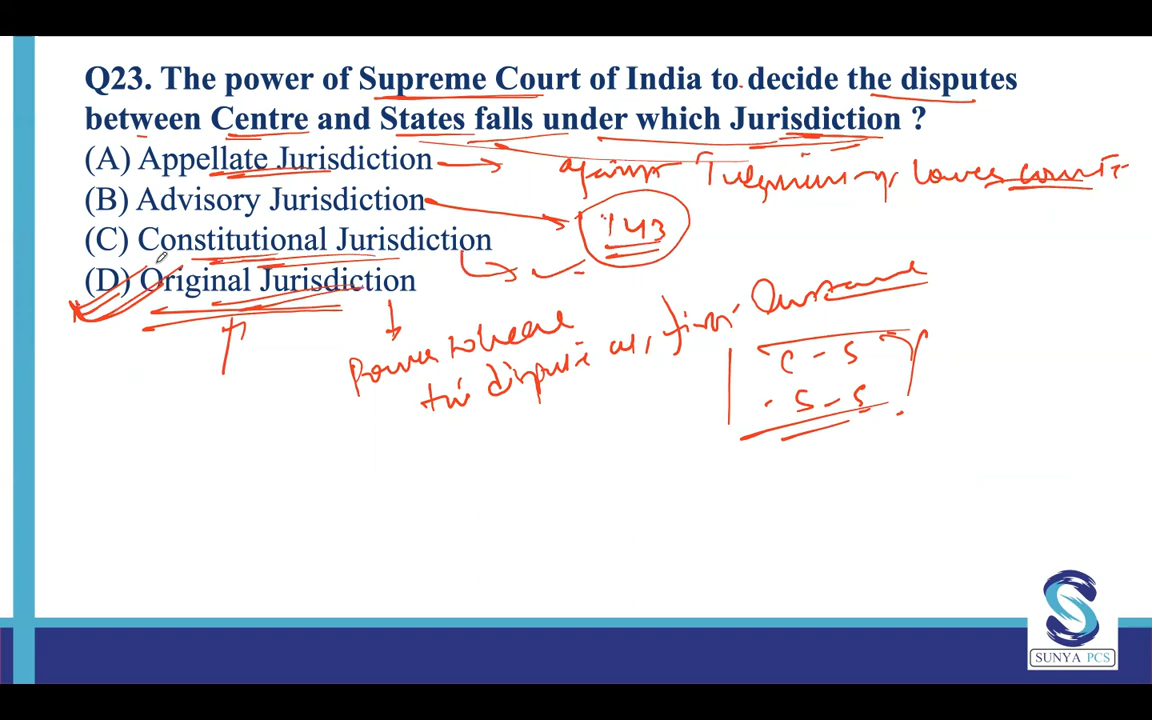 Q23. The power of Supreme Court of India to decide the disputes
between Centre and States falls under which Jurisdiction ?
(A) Appellate Jurisdiction
against Judgement of lower courts
(B) Advisory Jurisdiction
143
(C) Constitutional Jurisdiction
(D) Original Jurisdiction
Power to hear
the dispute as first Instance
C - S
S - S
SUNYA PCS